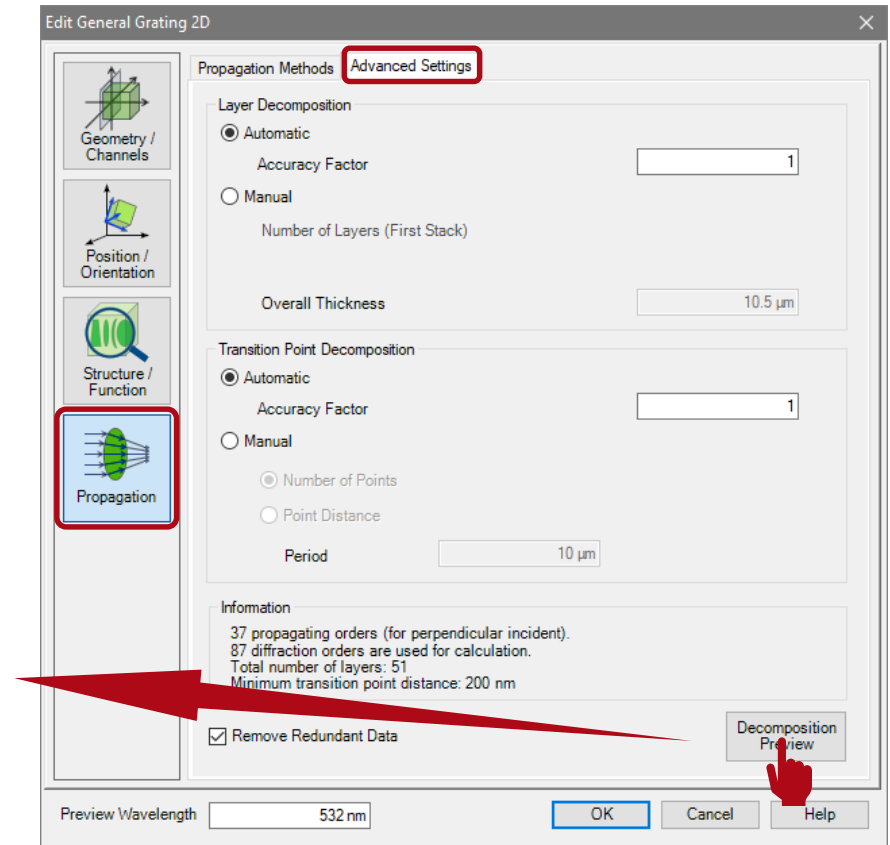 Edit General Grating 2D
Propagation Methods
Advanced Settings
Geometry /
Channels
Position /
Orientation
Structure /
Function
Propagation
Layer Decomposition
Automatic
Accuracy Factor 1
Manual
Number of Layers (First Stack)
Overall Thickness 10.5 µm
Transition Point Decomposition
Automatic
Accuracy Factor 1
Manual
Number of Points
Point Distance
Period 10 µm
Information
37 propagating orders (for perpendicular incident).
87 diffraction orders are used for calculation.
Total number of layers: 51
Minimum transition point distance: 200 nm
Remove Redundant Data
Decomposition
Preview
Preview Wavelength 532 nm
OK
Cancel
Help